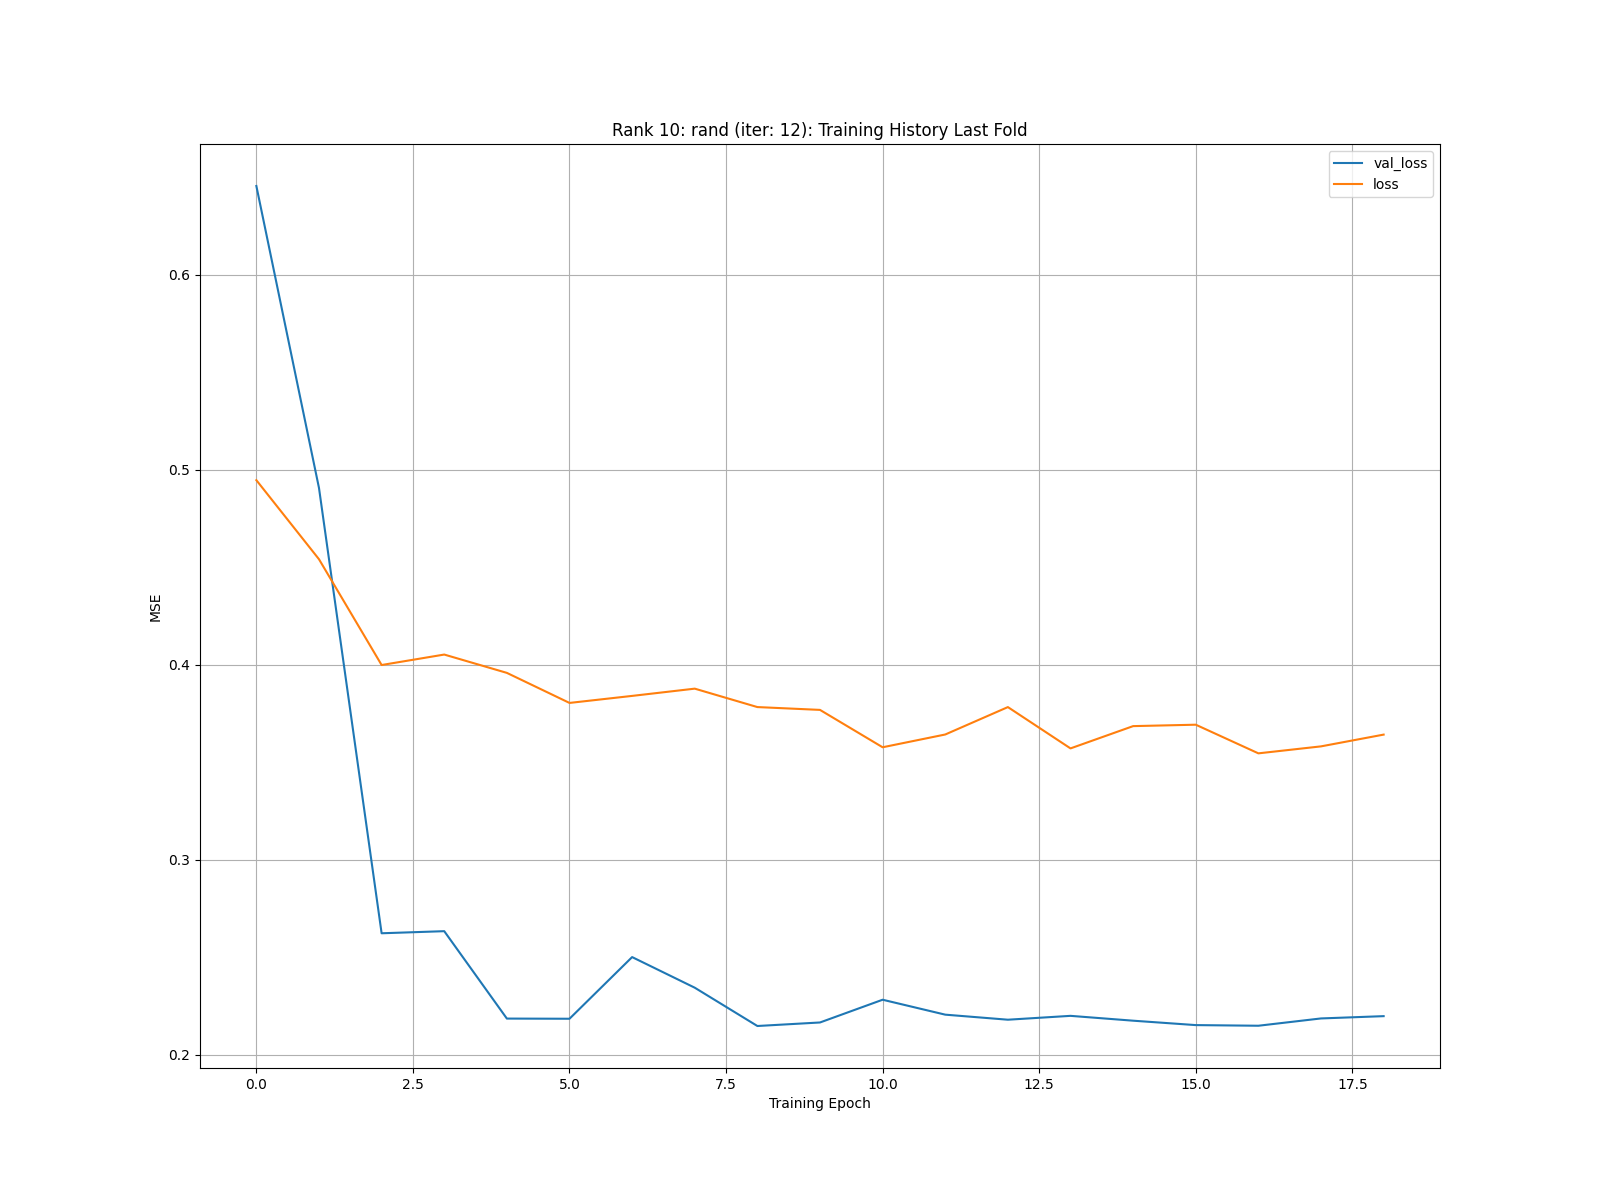 Rank 10: rand (iter: 12): Training History Last Fold
val_loss
loss
MSE
0.6
0.5
0.4
0.3
0.2
0.0 2.5 5.0 7.5 10.0 12.5 15.0 17.5
Training Epoch